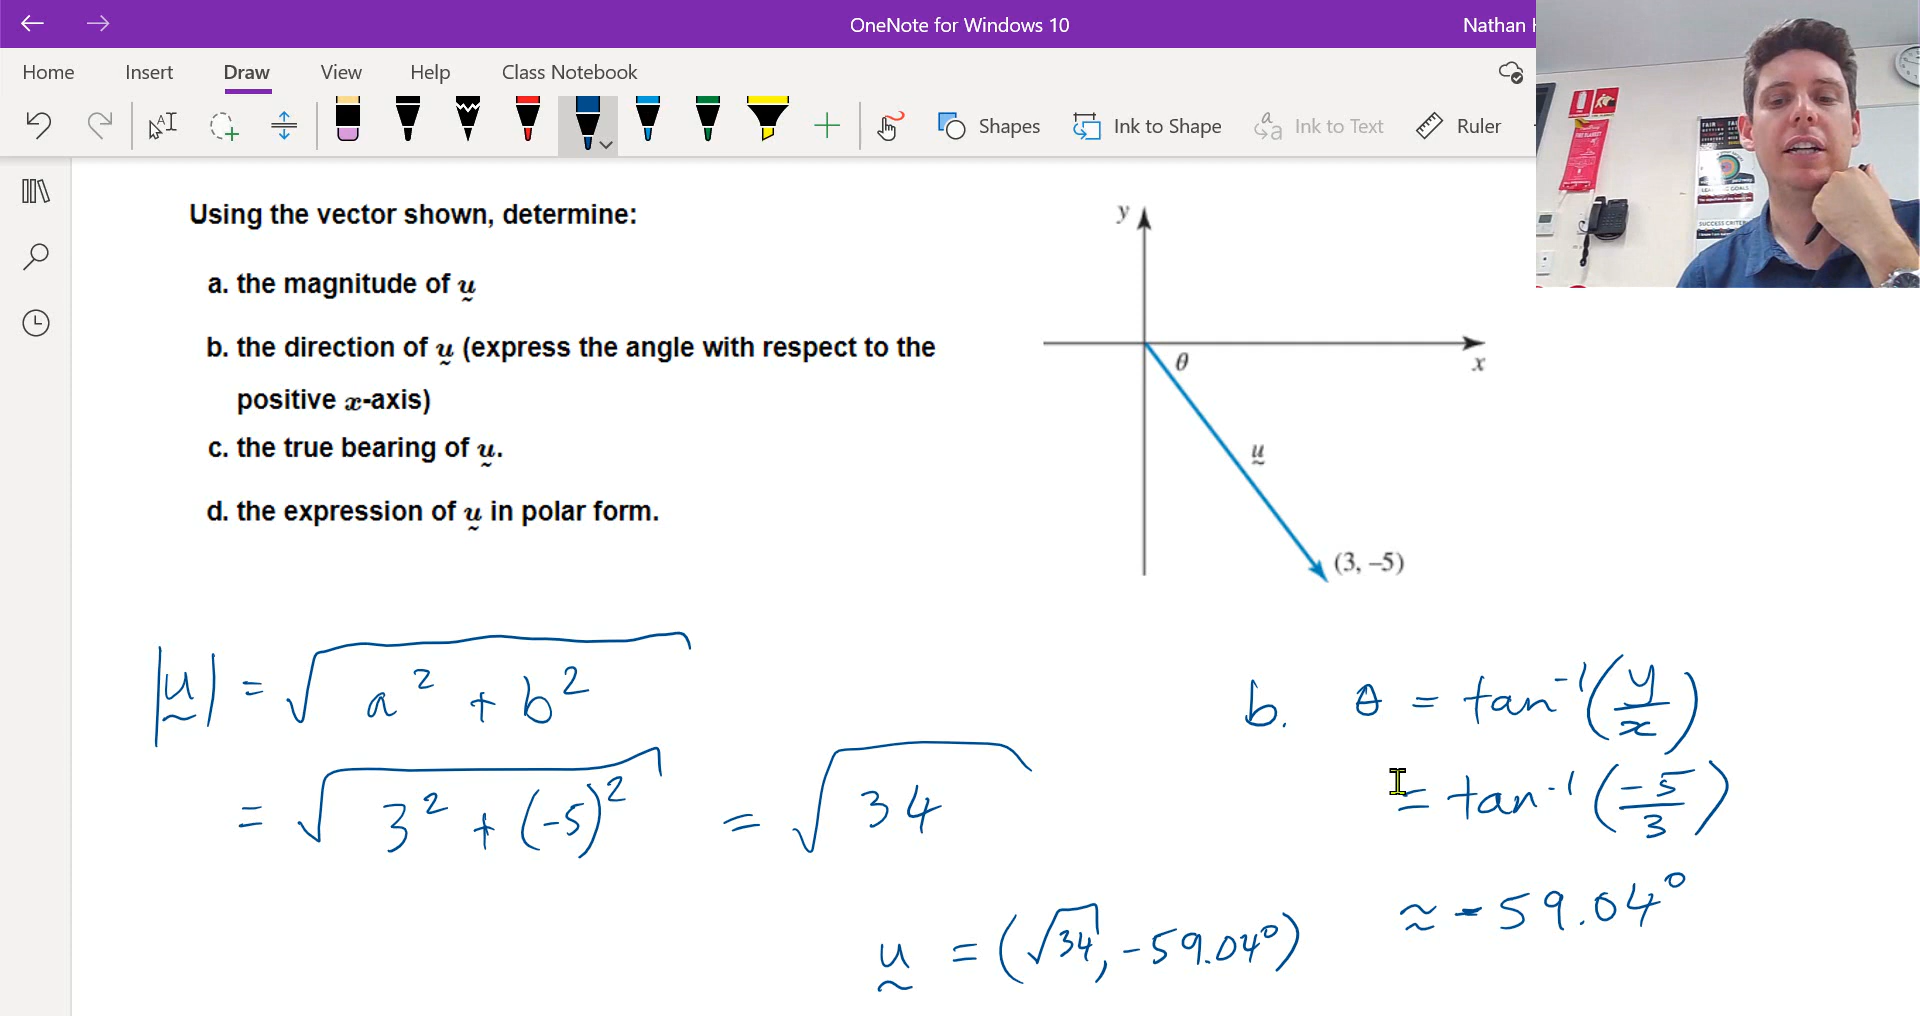 OneNote for Windows 10
Nathan
Home Insert Draw View Help Class Notebook
Shapes Ink to Shape Ink to Text Ruler
Using the vector shown, determine:
a. the magnitude of u
b. the direction of u (express the angle with respect to the
positive x-axis)
c. the true bearing of u.
d. the expression of u in polar form.
y
θ
x
u
(3, –5)
|u| = √(a² + b²)
= √(3² + (-5)²) = √34
b. θ = tan⁻¹(y/x)
= tan⁻¹(-5/3)
≈ -59.04°
u = (√34, -59.04°)